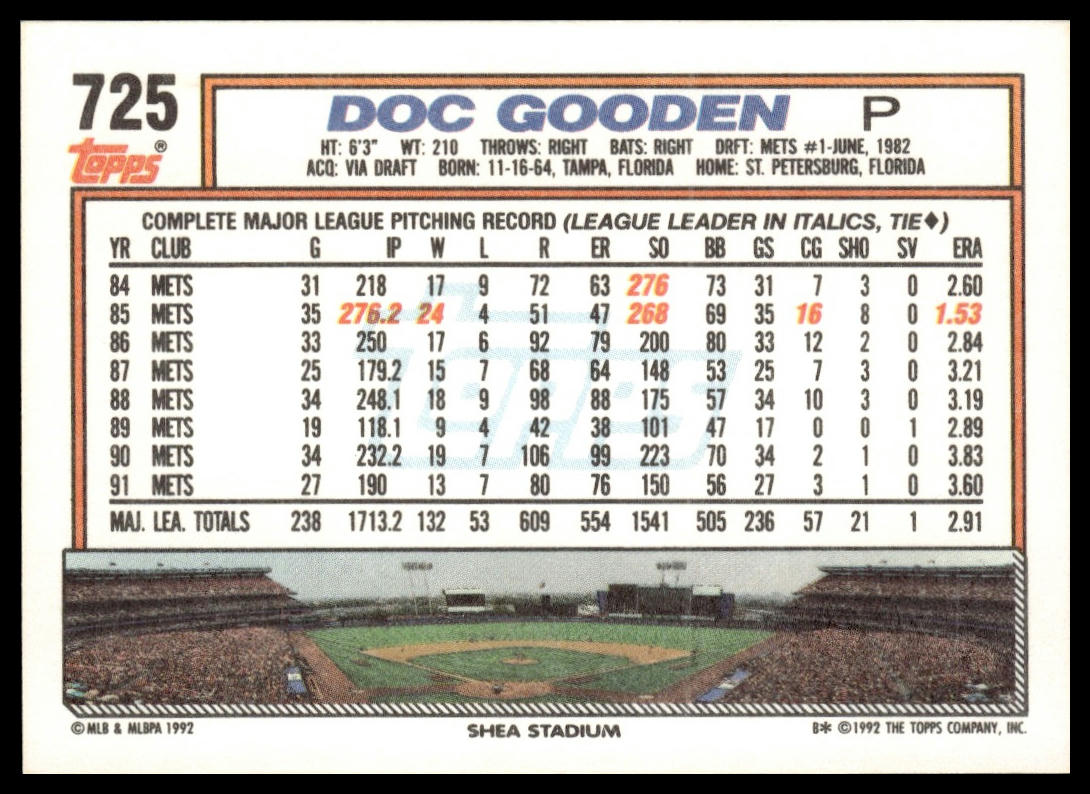 725
Topps®
DOC GOODEN P
HT: 6'3" WT: 210 THROWS: RIGHT BATS: RIGHT DRFT: METS #1-JUNE, 1982
ACQ: VIA DRAFT BORN: 11-16-64, TAMPA, FLORIDA HOME: ST. PETERSBURG, FLORIDA
COMPLETE MAJOR LEAGUE PITCHING RECORD (LEAGUE LEADER IN ITALICS, TIE♦)
YR CLUB G IP W L R ER SO BB GS CG SHO SV ERA
84 METS 31 218 17 9 72 63 276 73 31 7 3 0 2.60
85 METS 35 276.2 24 4 51 47 268 69 35 16 8 0 1.53
86 METS 33 250 17 6 92 79 200 80 33 12 2 0 2.84
87 METS 25 179.2 15 7 68 64 148 53 25 7 3 0 3.21
88 METS 34 248.1 18 9 98 88 175 57 34 10 3 0 3.19
89 METS 19 118.1 9 4 42 38 101 47 17 0 0 1 2.89
90 METS 34 232.2 19 7 106 99 223 70 34 2 1 0 3.83
91 METS 27 190 13 7 80 76 150 56 27 3 1 0 3.60
MAJ. LEA. TOTALS 238 1713.2 132 53 609 554 1541 505 236 57 21 1 2.91
Topps
©MLB & MLBPA 1992 SHEA STADIUM B* ©1992 THE TOPPS COMPANY, INC.